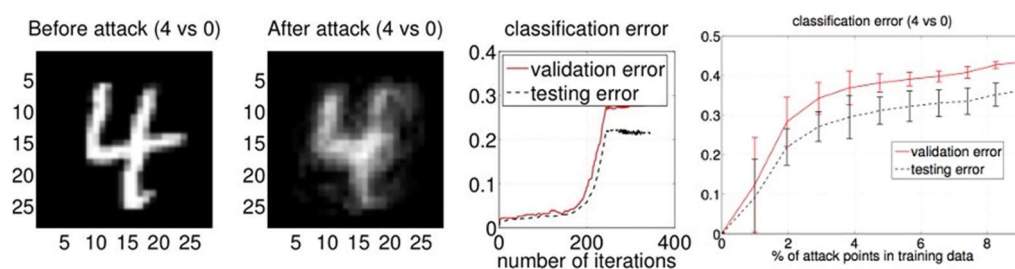 Before attack (4 vs 0)
5
10
15
20
25
5 10 15 20 25
After attack (4 vs 0)
5
10
15
20
25
5 10 15 20 25
classification error
0.4
0.3
0.2
0.1
0
validation error
testing error
0 200 400
number of iterations
classification error (4 vs 0)
0.5
0.4
0.3
0.2
0.1
0
validation error
testing error
0 2 4 6 8
% of attack points in training data